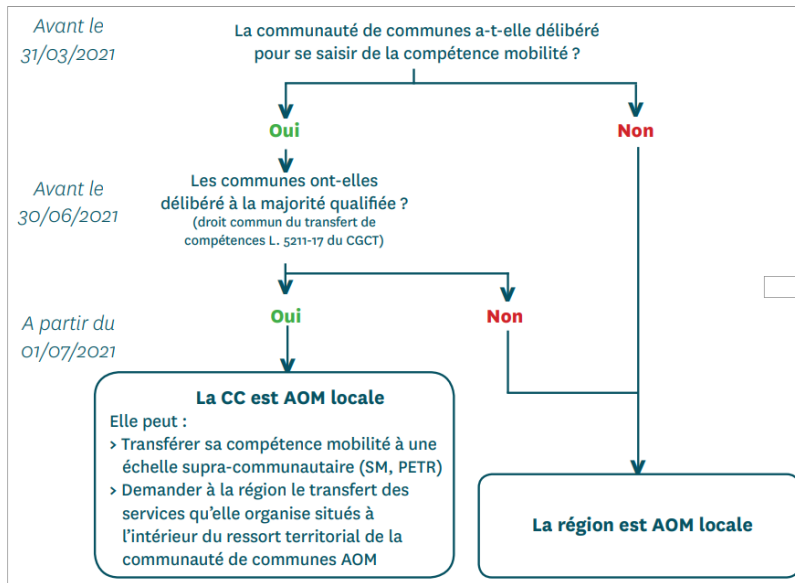 Avant le
31/03/2021
La communauté de communes a-t-elle délibéré
pour se saisir de la compétence mobilité ?
Oui
Non
Avant le
30/06/2021
Les communes ont-elles
délibéré à la majorité qualifiée ?
(droit commun du transfert de
compétences L. 5211-17 du CGCT)
A partir du
01/07/2021
Oui
Non
La CC est AOM locale
Elle peut :
> Transférer sa compétence mobilité à une
échelle supra-communautaire (SM, PETR)
> Demander à la région le transfert des
services qu'elle organise situés à
l'intérieur du ressort territorial de la
communauté de communes AOM
La région est AOM locale